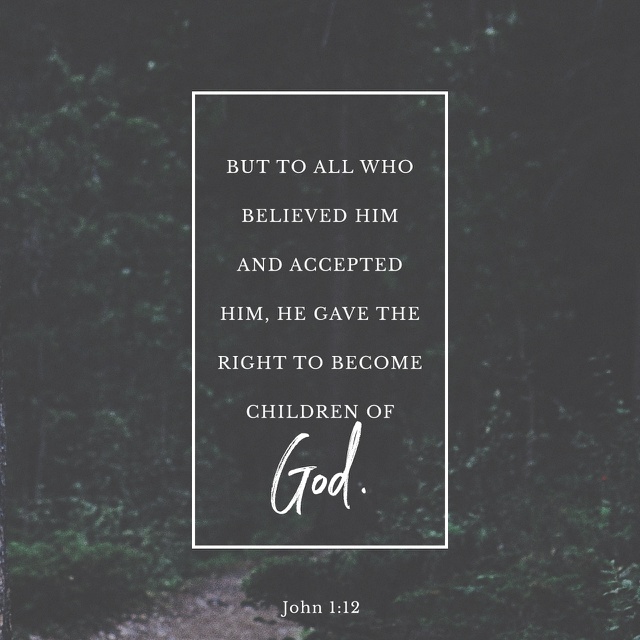 BUT TO ALL WHO
BELIEVED HIM
AND ACCEPTED
HIM, HE GAVE THE
RIGHT TO BECOME
CHILDREN OF
God.
John 1:12